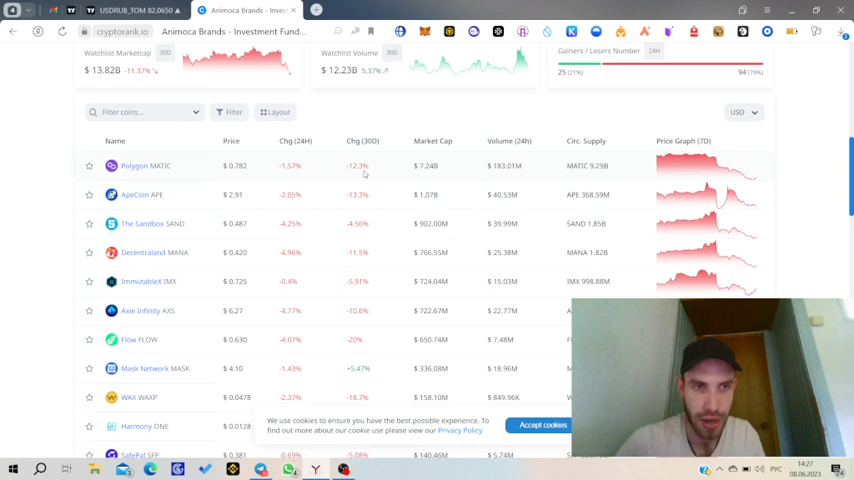 4
USDRUB_TOM 82.0650
Animoca Brands - Invest
cryptorank.io
Animoca Brands - Investment Fund...
Watchlist Marketcap 30D
$ 13.82B -11.37%
Watchlist Volume 30D
$ 12.23B 5.37%
Gainers / Losers Number 24H
25 (21%) 94 (79%)
Filter coins... Filter Layout USD
Name Price Chg (24H) Chg (30D) Market Cap Volume (24h) Circ. Supply Price Graph (7D)
Polygon MATIC $ 0.782 -1.57% -12.3% $ 7.24B $ 183.01M MATIC 9.29B
ApeCoin APE $ 2.91 -2.05% -13.3% $ 1.07B $ 40.53M APE 368.59M
The Sandbox SAND $ 0.487 -4.25% -4.56% $ 902.00M $ 39.99M SAND 1.85B
Decentraland MANA $ 0.420 -4.96% -11.5% $ 766.55M $ 25.38M MANA 1.82B
ImmutableX IMX $ 0.725 -0.4% -5.91% $ 724.04M $ 15.03M IMX 998.88M
Axie Infinity AXS $ 6.27 -4.77% -10.6% $ 722.67M $ 22.77M
Flow FLOW $ 0.630 -4.07% -20% $ 650.74M $ 7.48M
Mask Network MASK $ 4.10 -1.43% +5.47% $ 336.08M $ 18.96M
WAX WAXP $ 0.0478 -2.37% -18.7% $ 158.10M $ 849.96K
Harmony ONE $ 0.0128
SafePal SFP $ 0.381 -0.69% $ 140.46M $ 5.74M
We use cookies to ensure you have the best possible experience. To
find out more about our cookie use please view our Privacy Policy
Accept cookies
РУС
14:27
08.06.2023